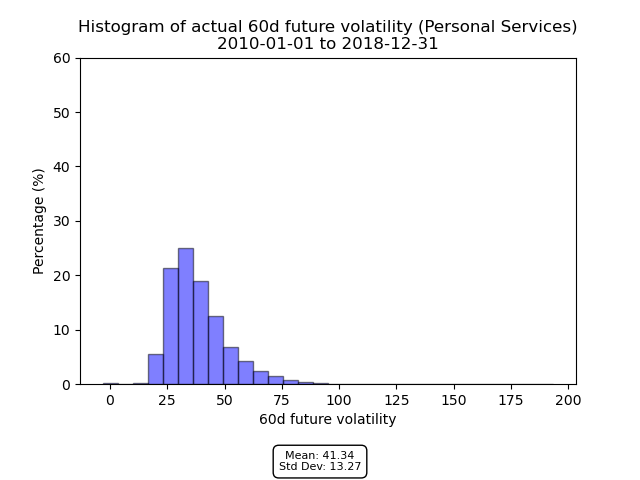 Histogram of actual 60d future volatility (Personal Services)
2010-01-01 to 2018-12-31
60
50
40
30
20
10
0
Percentage (%)
0 25 50 75 100 125 150 175 200
60d future volatility
Mean: 41.34
Std Dev: 13.27